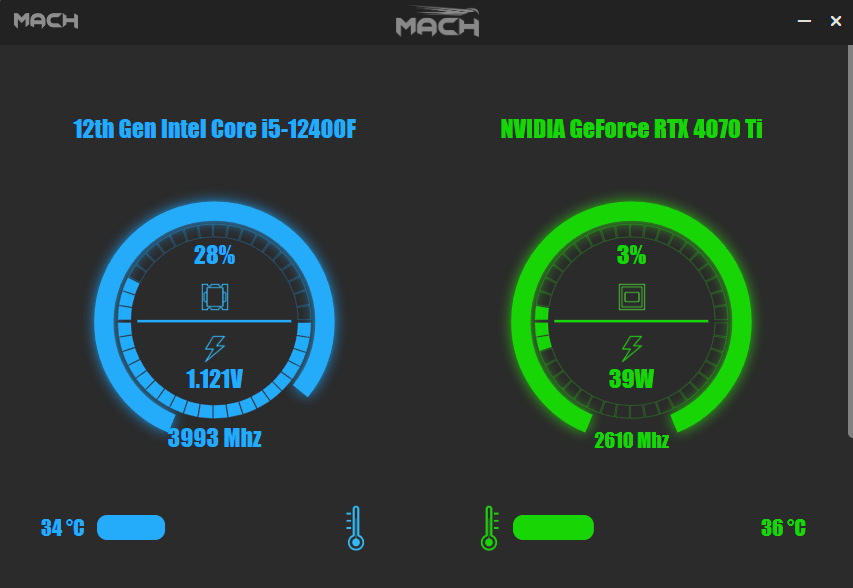 MACH
MACH
12th Gen Intel Core i5-12400F
NVIDIA GeForce RTX 4070 Ti
28%
1.121V
3993 Mhz
3%
39W
2610 Mhz
34 °C
36 °C